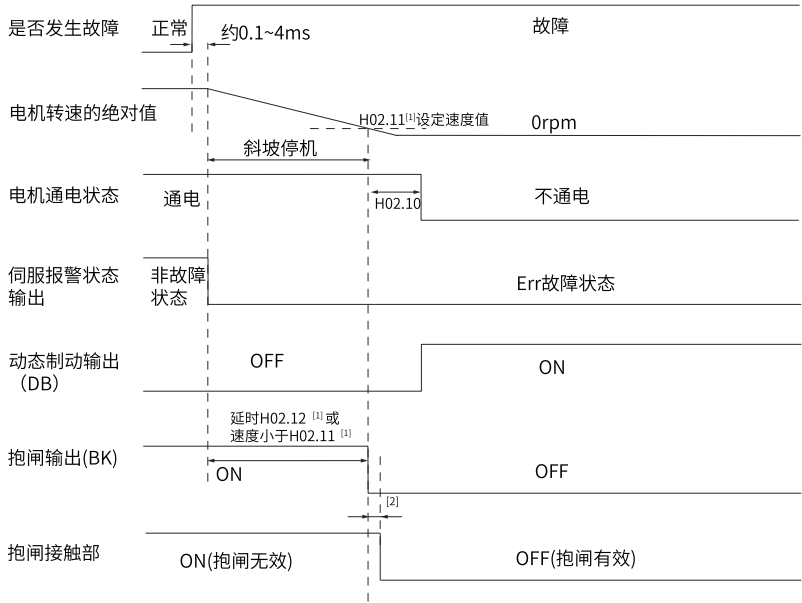 是否发生故障
正常
约0.1~4ms
故障
电机转速的绝对值
H02.11[1]设定速度值
0rpm
斜坡停机
电机通电状态
通电
H02.10
不通电
伺服报警状态
输出
非故障
状态
Err故障状态
动态制动输出
（DB）
OFF
ON
延时H02.12 [1] 或
速度小于H02.11 [1]
抱闸输出(BK)
ON
OFF
[2]
抱闸接触部
ON(抱闸无效)
OFF(抱闸有效)